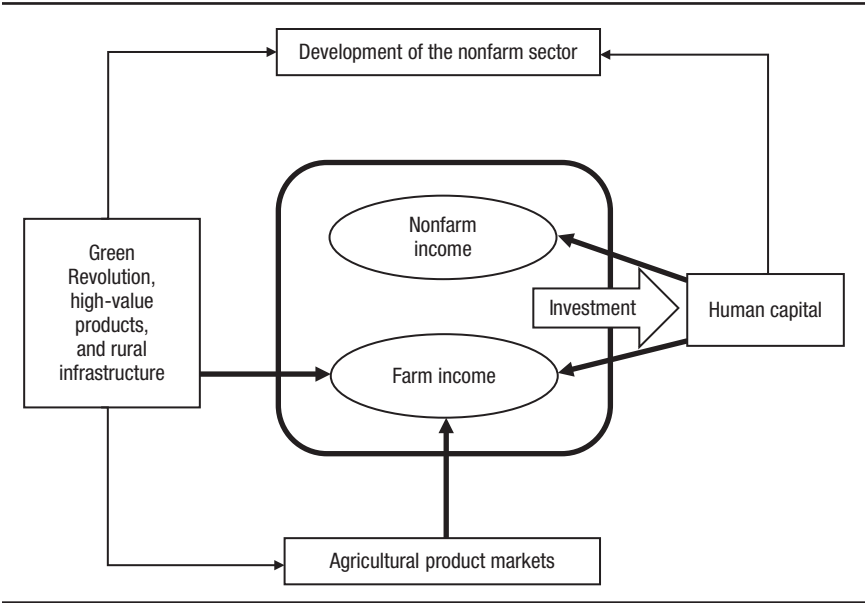 Development of the nonfarm sector
Nonfarm
income
Green
Revolution,
high-value
products,
and rural
infrastructure
Investment
Human capital
Farm income
Agricultural product markets